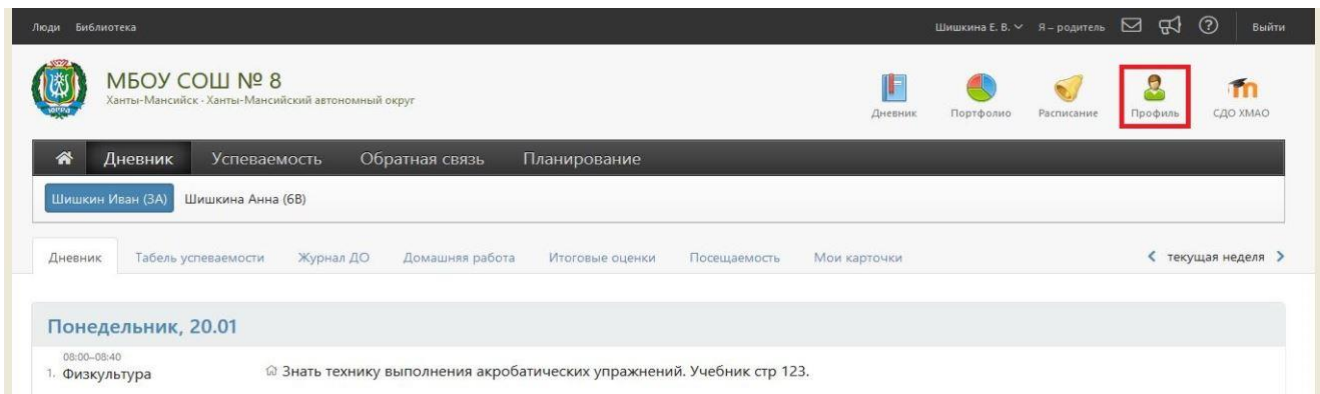 Люди Библиотека Шишкина Е. В. Я – родитель Выйти
МБОУ СОШ № 8
Ханты-Мансийск - Ханты-Мансийский автономный округ
Дневник Портфолио Расписание Профиль СДО ХМАО
Дневник Успеваемость Обратная связь Планирование
Шишкин Иван (3А) Шишкина Анна (6В)
Дневник Табель успеваемости Журнал ДО Домашняя работа Итоговые оценки Посещаемость Мои карточки текущая неделя
Понедельник, 20.01
08:00–08:40
1. Физкультура Знать технику выполнения акробатических упражнений. Учебник стр 123.